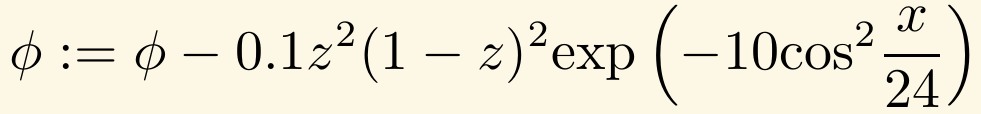 ϕ := ϕ − 0.1z²(1 − z)²exp(−10cos² x/24)